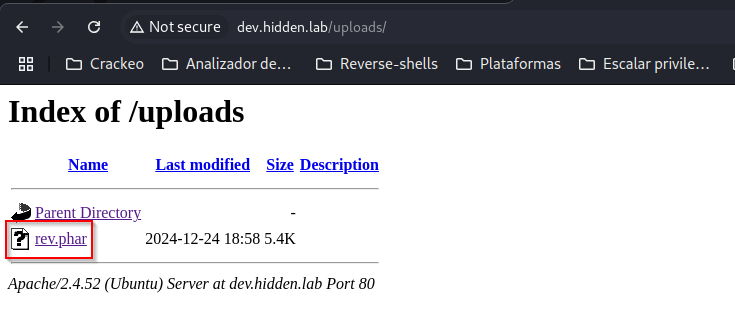 Not secure dev.hidden.lab/uploads/
Crackeo Analizador de… Reverse-shells Plataformas Escalar privile…
Index of /uploads
Name Last modified Size Description
Parent Directory -
rev.phar 2024-12-24 18:58 5.4K
Apache/2.4.52 (Ubuntu) Server at dev.hidden.lab Port 80